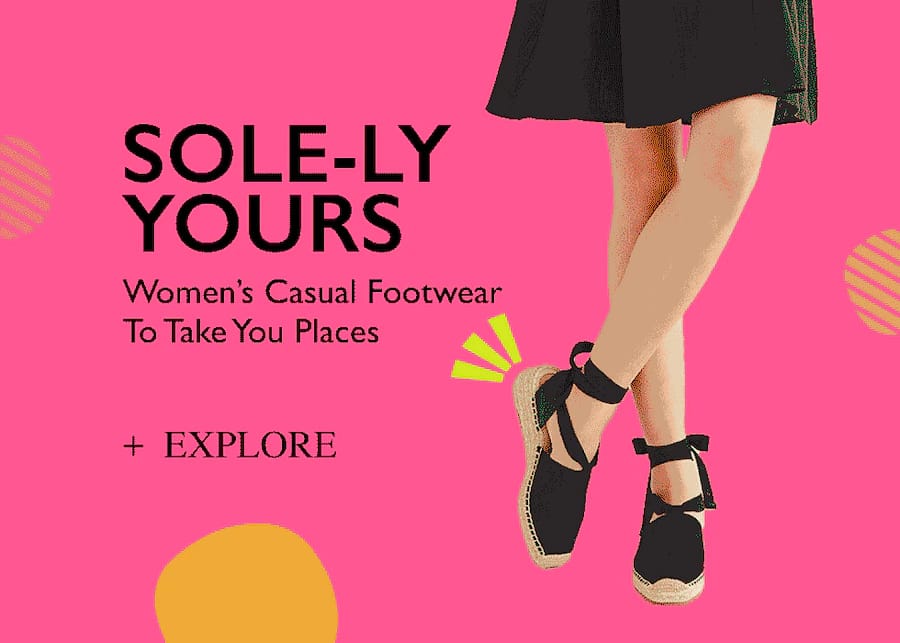 SOLE-LY
YOURS
Women's Casual Footwear
To Take You Places
+ EXPLORE